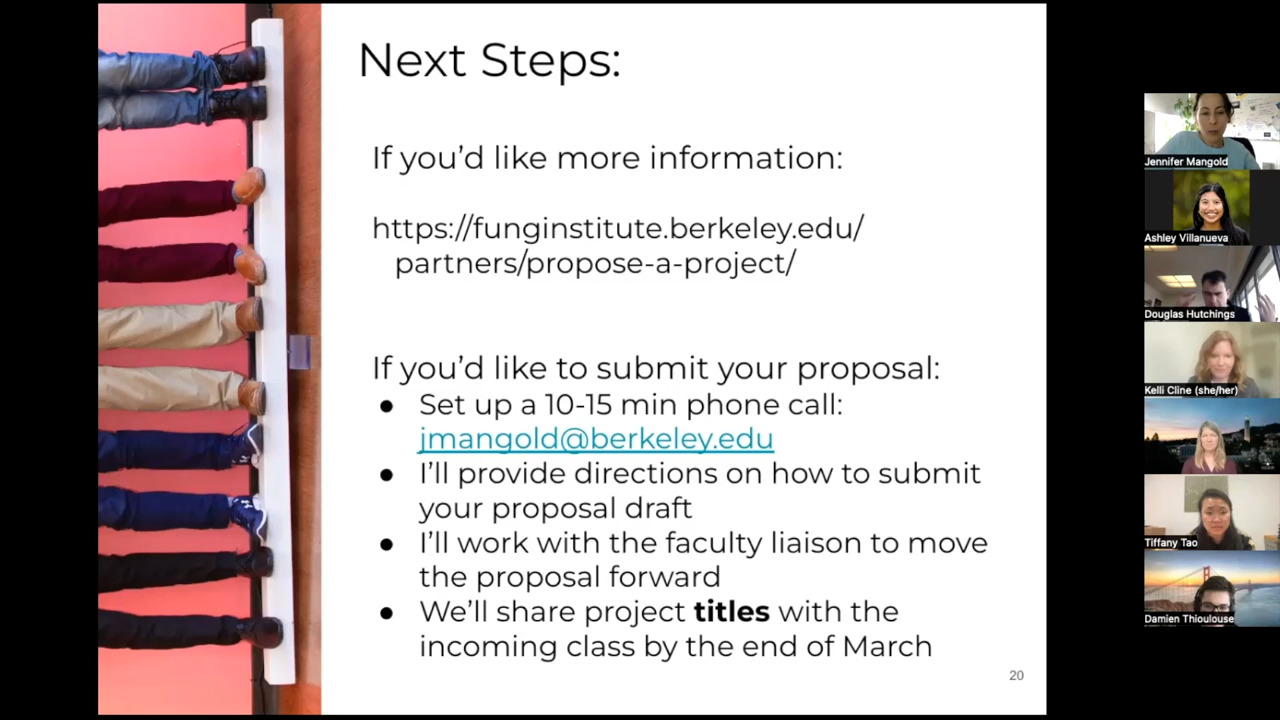 Next Steps:
If you’d like more information:
https://funginstitute.berkeley.edu/
partners/propose-a-project/
If you’d like to submit your proposal:
● Set up a 10-15 min phone call:
jmangold@berkeley.edu
● I’ll provide directions on how to submit
your proposal draft
● I’ll work with the faculty liaison to move
the proposal forward
● We’ll share project titles with the
incoming class by the end of March
20
Jennifer Mangold
Ashley Villanueva
Douglas Hutchings
Kelli Cline (she/her)
Tiffany Tao
Damien Thioulouse